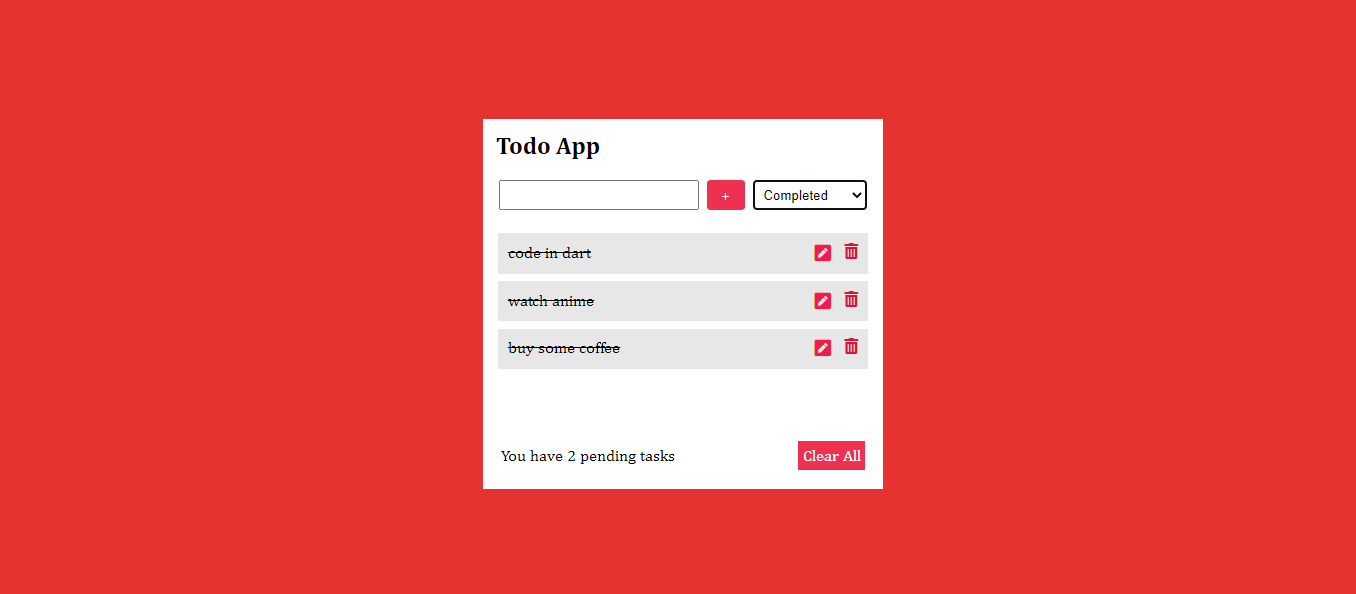 Todo App
+ Completed
code in dart
watch anime
buy some coffee
You have 2 pending tasks Clear All